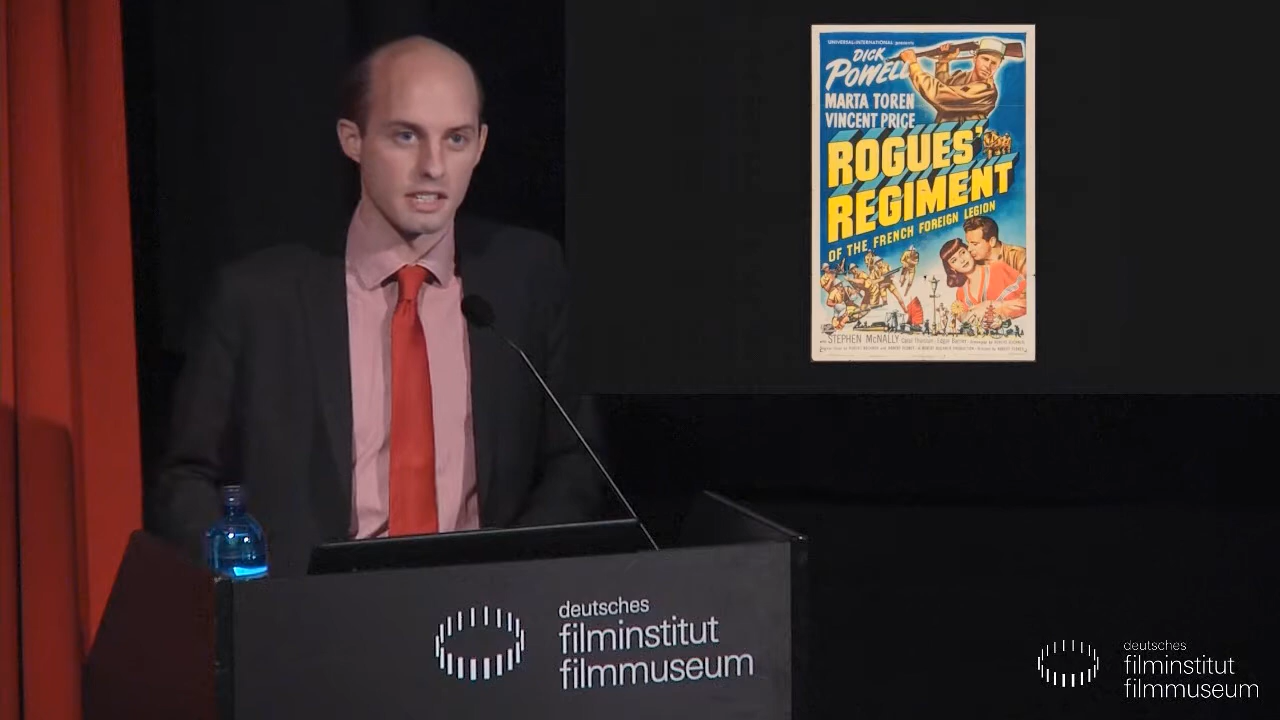 UNIVERSAL-INTERNATIONAL presents
DICK
POWELL
MARTA TOREN
VINCENT PRICE
ROGUES'
REGIMENT
OF THE FRENCH FOREIGN LEGION
STEPHEN McNALLY
deutsches
filminstitut
filmmuseum
deutsches
filminstitut
filmmuseum